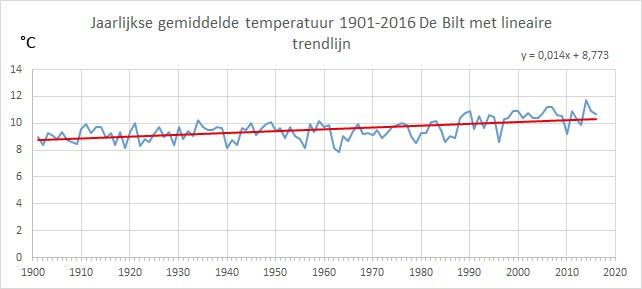 Jaarlijkse gemiddelde temperatuur 1901-2016 De Bilt met lineaire
trendlijn
°C
y = 0,014x + 8,773
14
12
10
8
6
4
2
0
1900 1910 1920 1930 1940 1950 1960 1970 1980 1990 2000 2010 2020